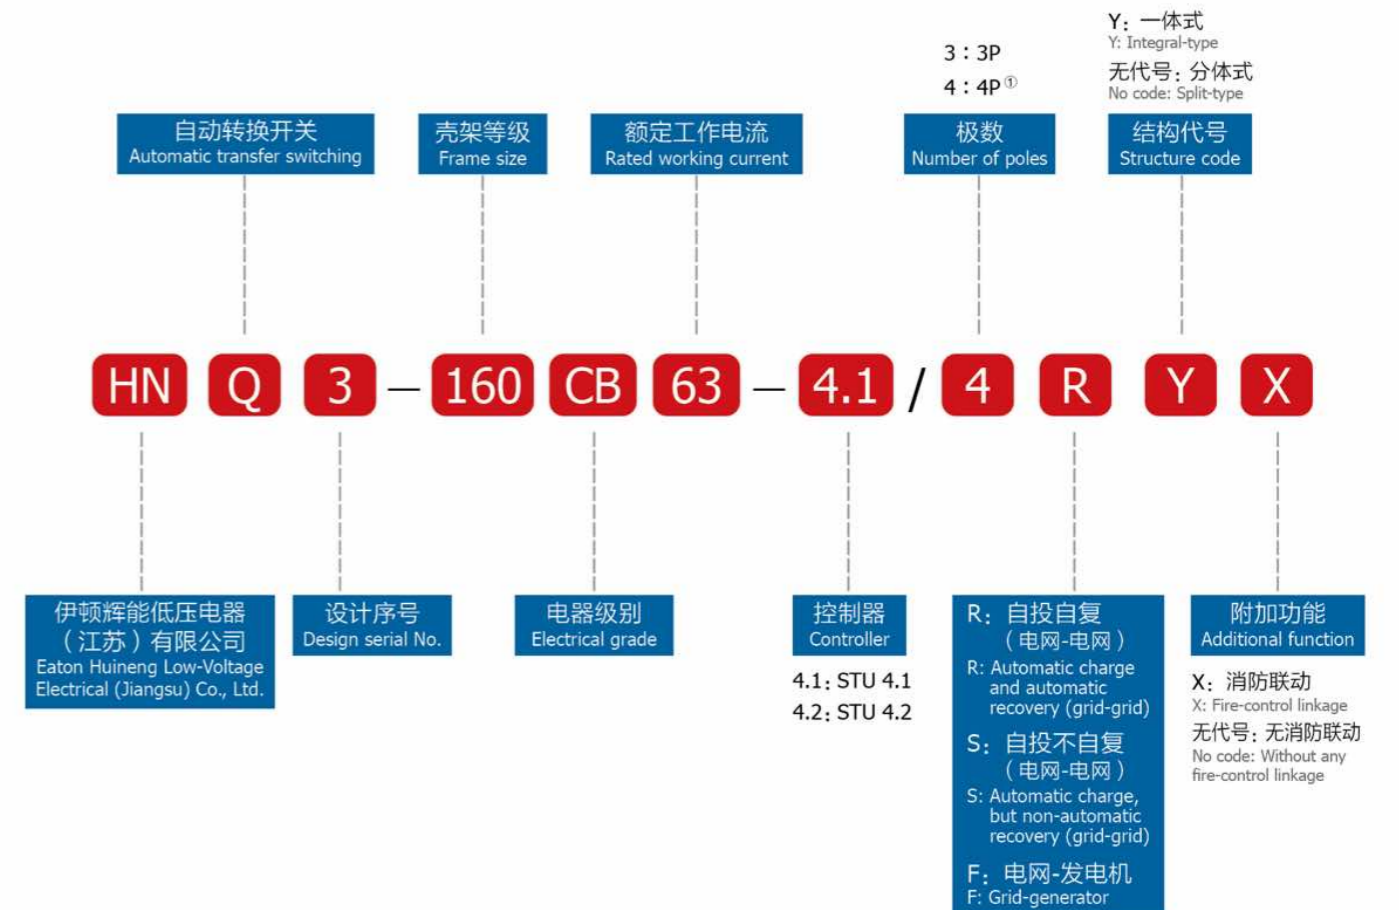 Y：一体式
Y: Integral-type
3：3P
无代号：分体式
4：4P①
No code: Split-type
自动转换开关
Automatic transfer switching
壳架等级
Frame size
额定工作电流
Rated working current
极数
Number of poles
结构代号
Structure code
HN Q 3 — 160 CB 63 — 4.1 / 4 R Y X
伊顿辉能低压电器
（江苏）有限公司
Eaton Huineng Low-Voltage
Electrical (Jiangsu) Co., Ltd.
设计序号
Design serial No.
电器级别
Electrical grade
控制器
Controller
4.1：STU 4.1
4.2：STU 4.2
R：自投自复
（电网-电网）
R: Automatic charge
and automatic
recovery (grid-grid)
S：自投不自复
（电网-电网）
S: Automatic charge,
but non-automatic
recovery (grid-grid)
F：电网-发电机
F: Grid-generator
附加功能
Additional function
X：消防联动
X: Fire-control linkage
无代号：无消防联动
No code: Without any
fire-control linkage